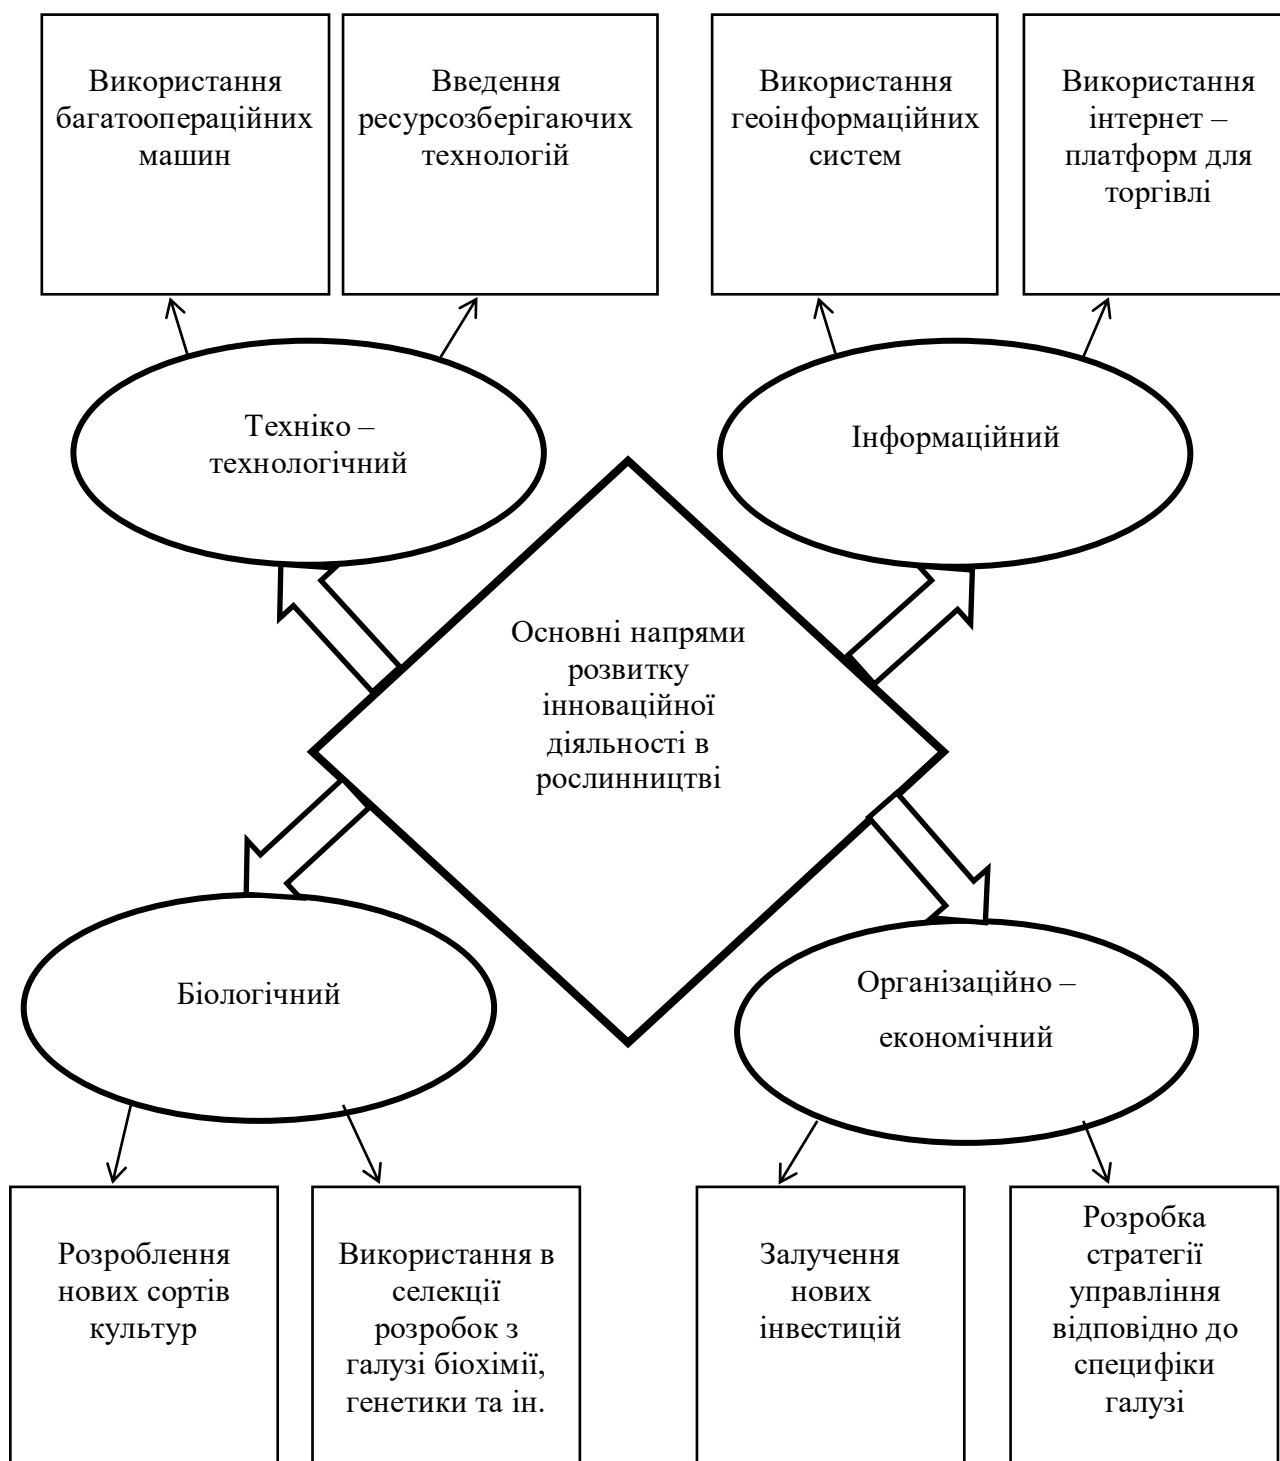 Використання
багатоопераційних
машин
Введення
ресурсозберігаючих
технологій
Використання
геоінформаційних
систем
Використання
інтернет –
платформ для
торгівлі
Техніко –
технологічний
Інформаційний
Основні напрями
розвитку
інноваційної
діяльності в
рослинництві
Біологічний
Організаційно –
економічний
Розроблення
нових сортів
культур
Використання в
селекції
розробок з
галузі біохімії,
генетики та ін.
Залучення
нових
інвестицій
Розробка
стратегії
управління
відповідно до
специфіки
галузі